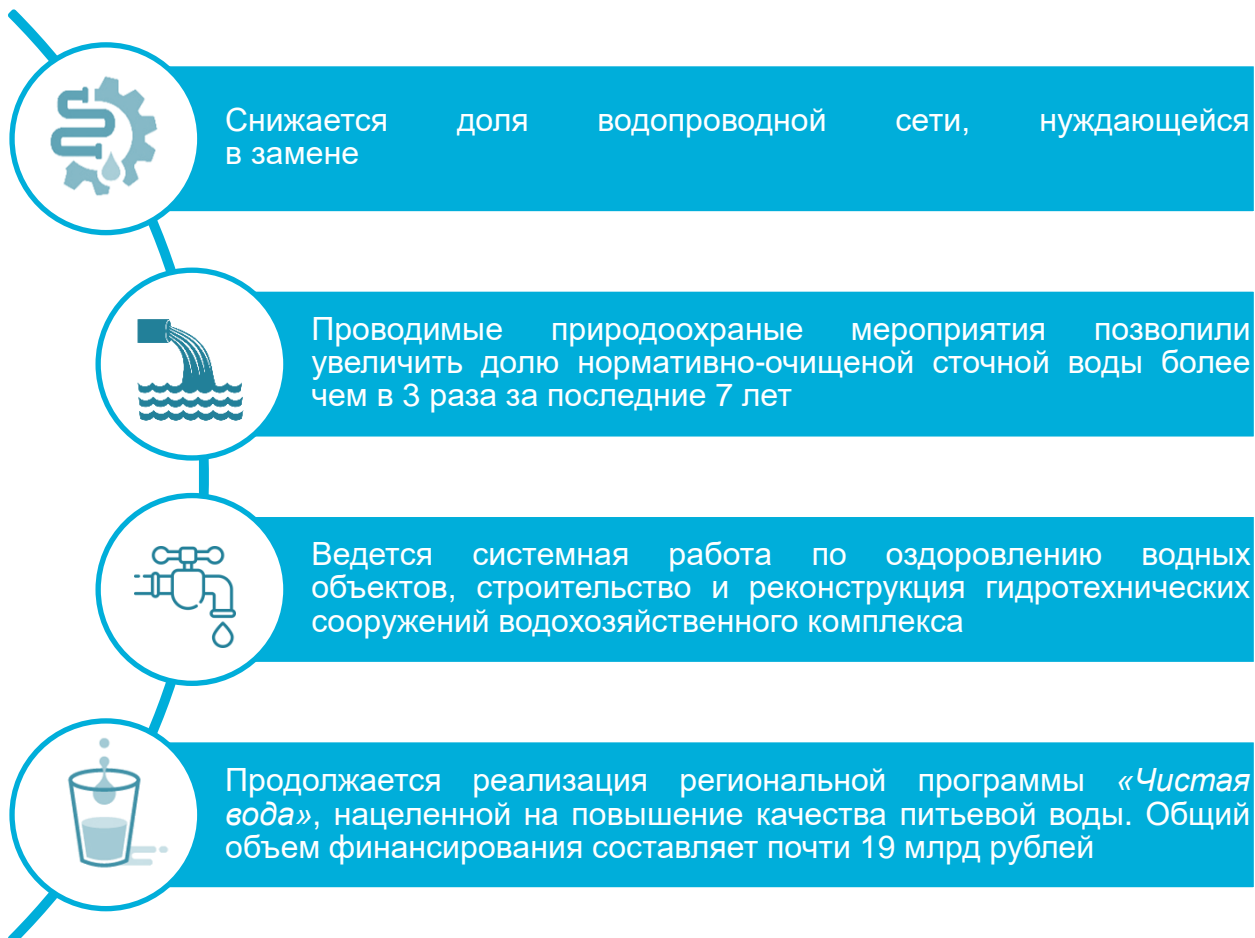 Снижается доля водопроводной сети, нуждающейся
в замене
Проводимые природоохраные мероприятия позволили
увеличить долю нормативно-очищеной сточной воды более
чем в 3 раза за последние 7 лет
Ведется системная работа по оздоровлению водных
объектов, строительство и реконструкция гидротехнических
сооружений водохозяйственного комплекса
Продолжается реализация региональной программы «Чистая
вода», нацеленной на повышение качества питьевой воды. Общий
объем финансирования составляет почти 19 млрд рублей